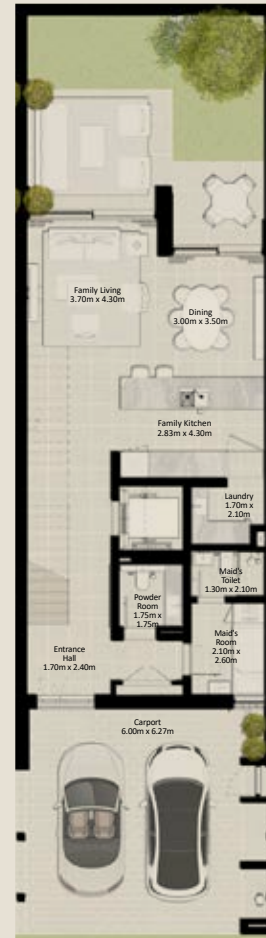 Family Living
3.70m x 4.30m
Dining
3.00m x 3.50m
Family Kitchen
2.83m x 4.30m
Laundry
1.70m x
2.10m
Maid's
Toilet
1.30m x 2.10m
Powder
Room
1.75m x
1.75m
Maid's
Room
2.10m x
2.60m
Entrance
Hall
1.70m x 2.40m
Carport
6.00m x 6.27m